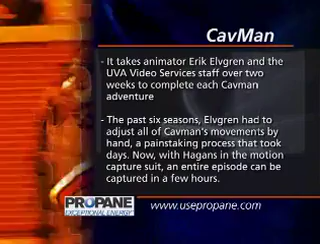 CavMan
- It takes animator Erik Elvgren and the
UVA Video Services staff over two
weeks to complete each Cavman
adventure
- The past six seasons, Elvgren had to
adjust all of Cavman's movements by
hand, a painstaking process that took
days. Now, with Hagans in the motion
capture suit, an entire episode can be
captured in a few hours.
PROPANE
EXCEPTIONAL ENERGY
www.usepropane.com